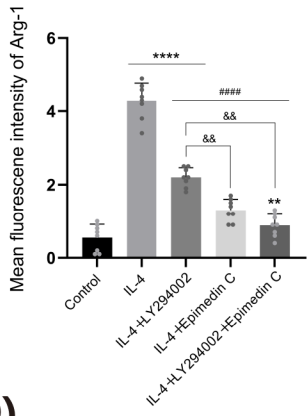 Mean fluorescene intensity of Arg-1
6
4
2
0
****
####
&&
&&
**
Control
IL-4
IL-4+LY294002
IL-4+Epimedin C
IL-4+LY294002+Epimedin C